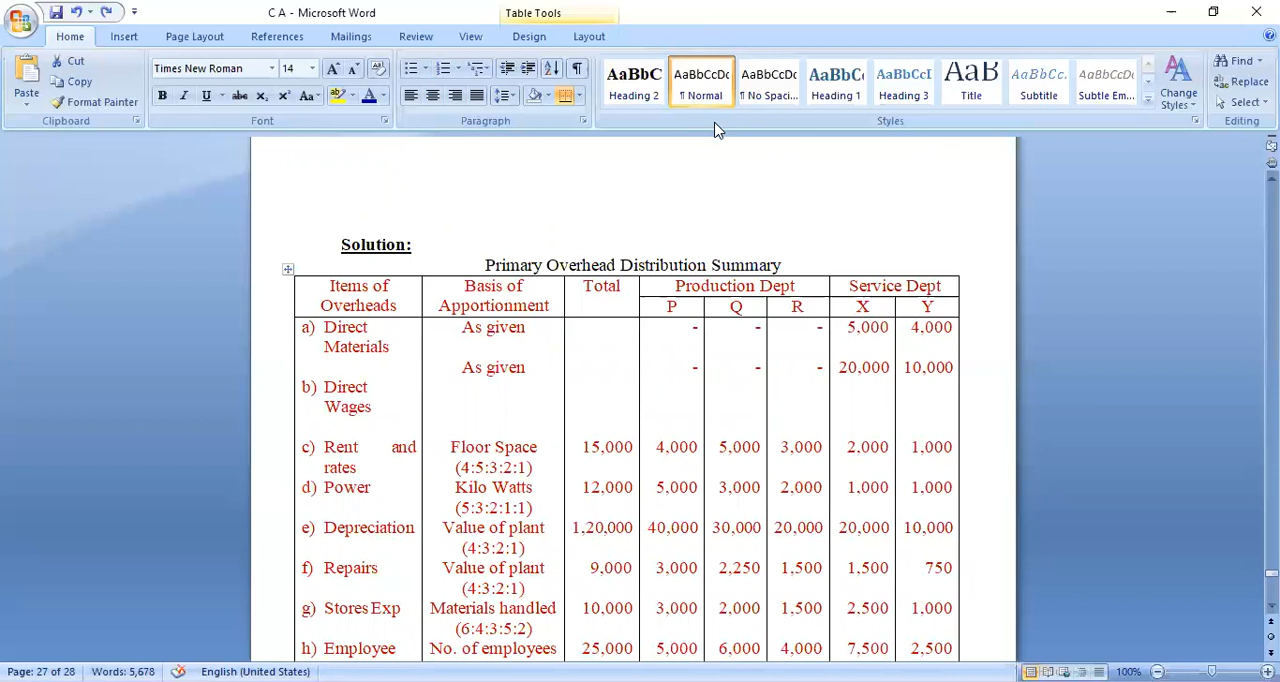 C A - Microsoft Word
Table Tools
Home Insert Page Layout References Mailings Review View Design Layout
Paste
Cut
Copy
Format Painter
Clipboard
Times New Roman 14
Font
Paragraph
AaBbC AaBbCcDc AaBbCcDc AaBbCc AaBbCcI AaB AaBbCc. AaBbCcDc
Heading 2 ¶ Normal ¶ No Spaci... Heading 1 Heading 3 Title Subtitle Subtle Em...
Change Styles
Styles
Find
Replace
Select
Editing
Solution:
Primary Overhead Distribution Summary
Items of Overheads Basis of Apportionment Total Production Dept Service Dept
P Q R X Y
a) Direct As given - - - 5,000 4,000
Materials
As given - - - 20,000 10,000
b) Direct
Wages
c) Rent and Floor Space 15,000 4,000 5,000 3,000 2,000 1,000
rates (4:5:3:2:1)
d) Power Kilo Watts 12,000 5,000 3,000 2,000 1,000 1,000
(5:3:2:1:1)
e) Depreciation Value of plant 1,20,000 40,000 30,000 20,000 20,000 10,000
(4:3:2:1)
f) Repairs Value of plant 9,000 3,000 2,250 1,500 1,500 750
(4:3:2:1)
g) Stores Exp Materials handled 10,000 3,000 2,000 1,500 2,500 1,000
(6:4:3:5:2)
h) Employee No. of employees 25,000 5,000 6,000 4,000 7,500 2,500
Page: 27 of 28 Words: 5,678 English (United States) 100%